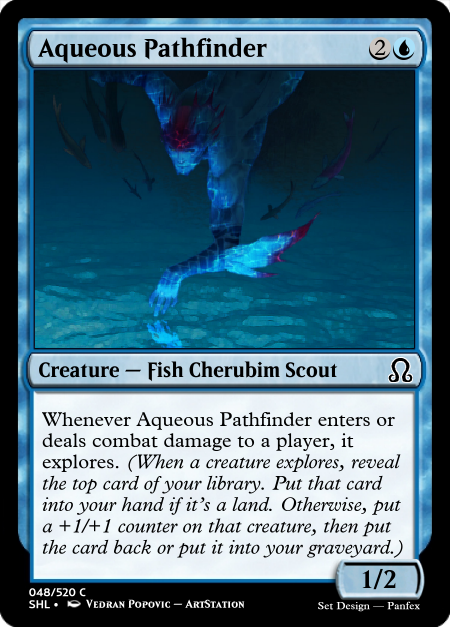 Aqueous Pathfinder 2
Creature — Fish Cherubim Scout
Whenever Aqueous Pathfinder enters or
deals combat damage to a player, it
explores. (When a creature explores, reveal
the top card of your library. Put that card
into your hand if it's a land. Otherwise, put
a +1/+1 counter on that creature, then put
the card back or put it into your graveyard.)
1/2
048/520 C
SHL • Vedran Popovic — ArtStation
Set Design — Panfex